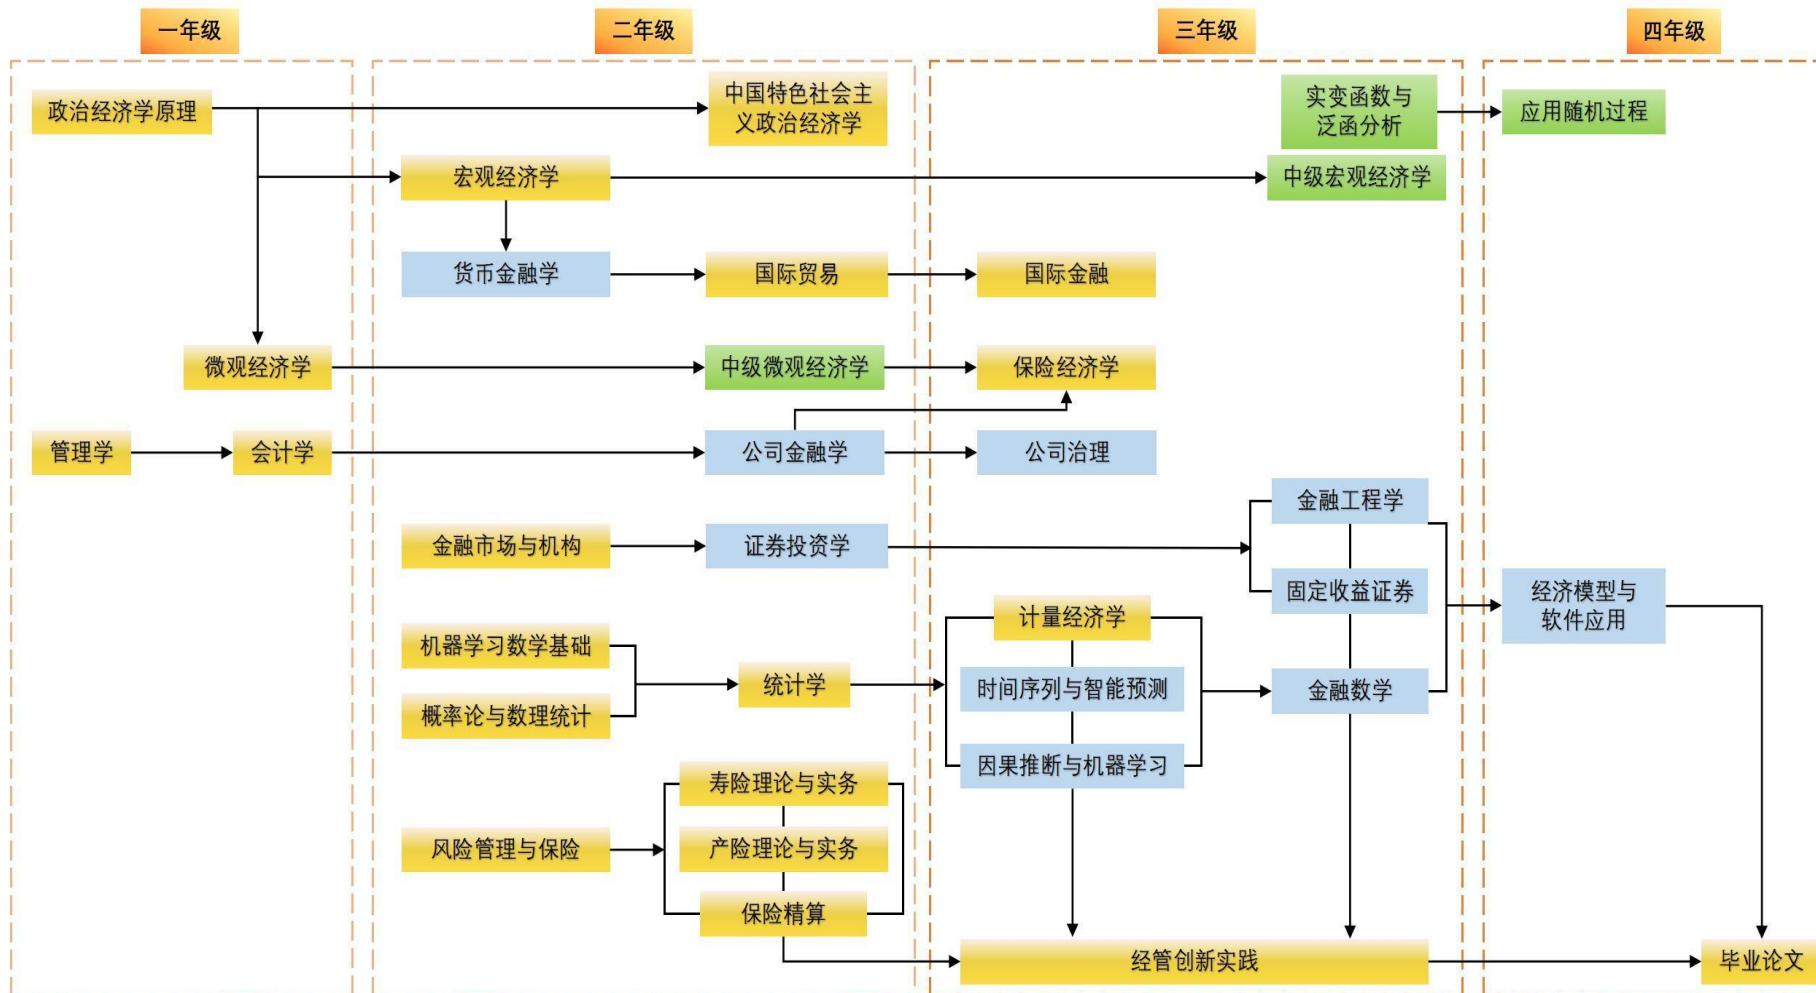 一年级
二年级
三年级
四年级
政治经济学原理
中国特色社会主
义政治经济学
实变函数与
泛函分析
应用随机过程
宏观经济学
中级宏观经济学
货币金融学
国际贸易
国际金融
微观经济学
中级微观经济学
保险经济学
管理学
会计学
公司金融学
公司治理
金融工程学
金融市场与机构
证券投资学
固定收益证券
经济模型与
软件应用
计量经济学
机器学习数学基础
统计学
时间序列与智能预测
金融数学
概率论与数理统计
因果推断与机器学习
寿险理论与实务
风险管理与保险
产险理论与实务
保险精算
经管创新实践
毕业论文